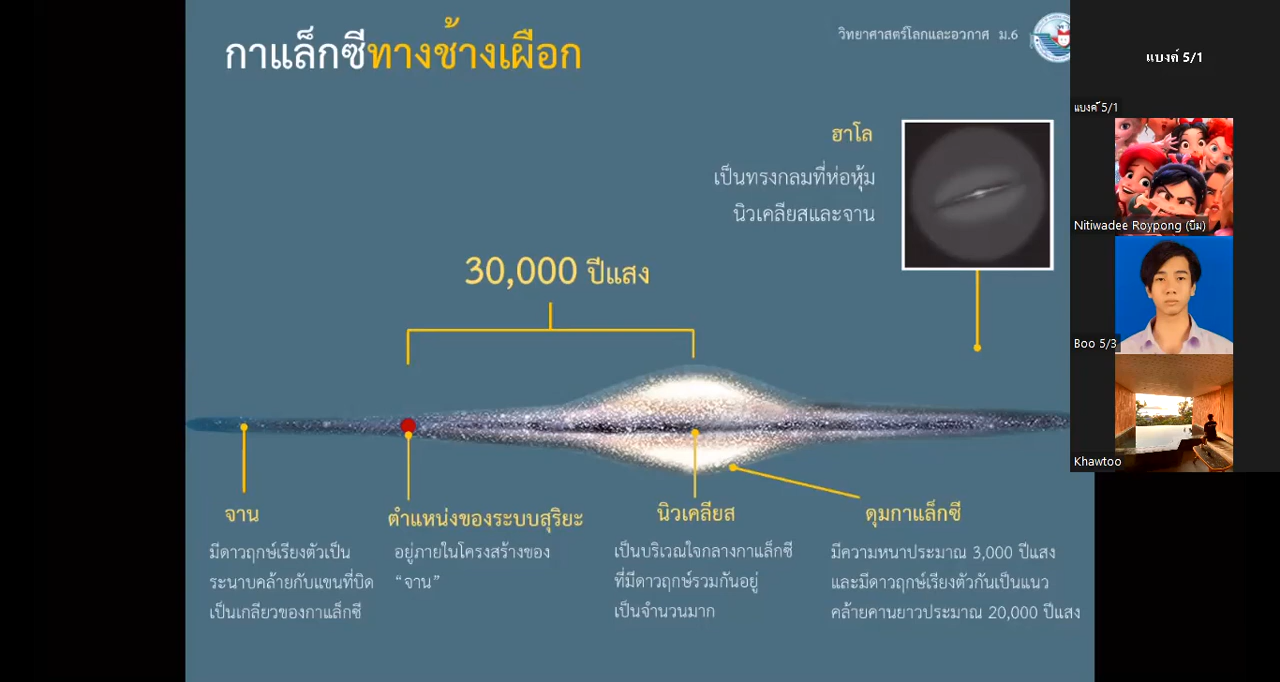 กาแล็กซีทางช้างเผือก
วิทยาศาสตร์โลกและอวกาศ ม.6
ฮาโล
เป็นทรงกลมที่ห่อหุ้ม
นิวเคลียสและจาน
30,000 ปีแสง
จาน
มีดาวฤกษ์เรียงตัวเป็น
ระนาบคล้ายกับแขนที่บิด
เป็นเกลียวของกาแล็กซี
ตำแหน่งของระบบสุริยะ
อยู่ภายในโครงสร้างของ
“จาน”
นิวเคลียส
เป็นบริเวณใจกลางกาแล็กซี
ที่มีดาวฤกษ์รวมกันอยู่
เป็นจำนวนมาก
ดุมกาแล็กซี
มีความหนาประมาณ 3,000 ปีแสง
และมีดาวฤกษ์เรียงตัวกันเป็นแนว
คล้ายคานยาวประมาณ 20,000 ปีแสง
แบงค์ 5/1
แบงค์ 5/1
Nitiwadee Roypong (บีม)
Boo 5/3
Khawtoo